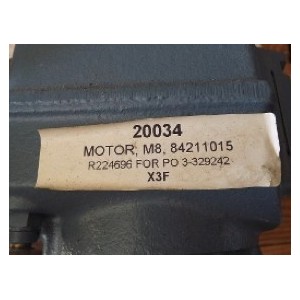 20034
MOTOR, M8, 84211015
R224696 FOR PO 3-329242
X3F